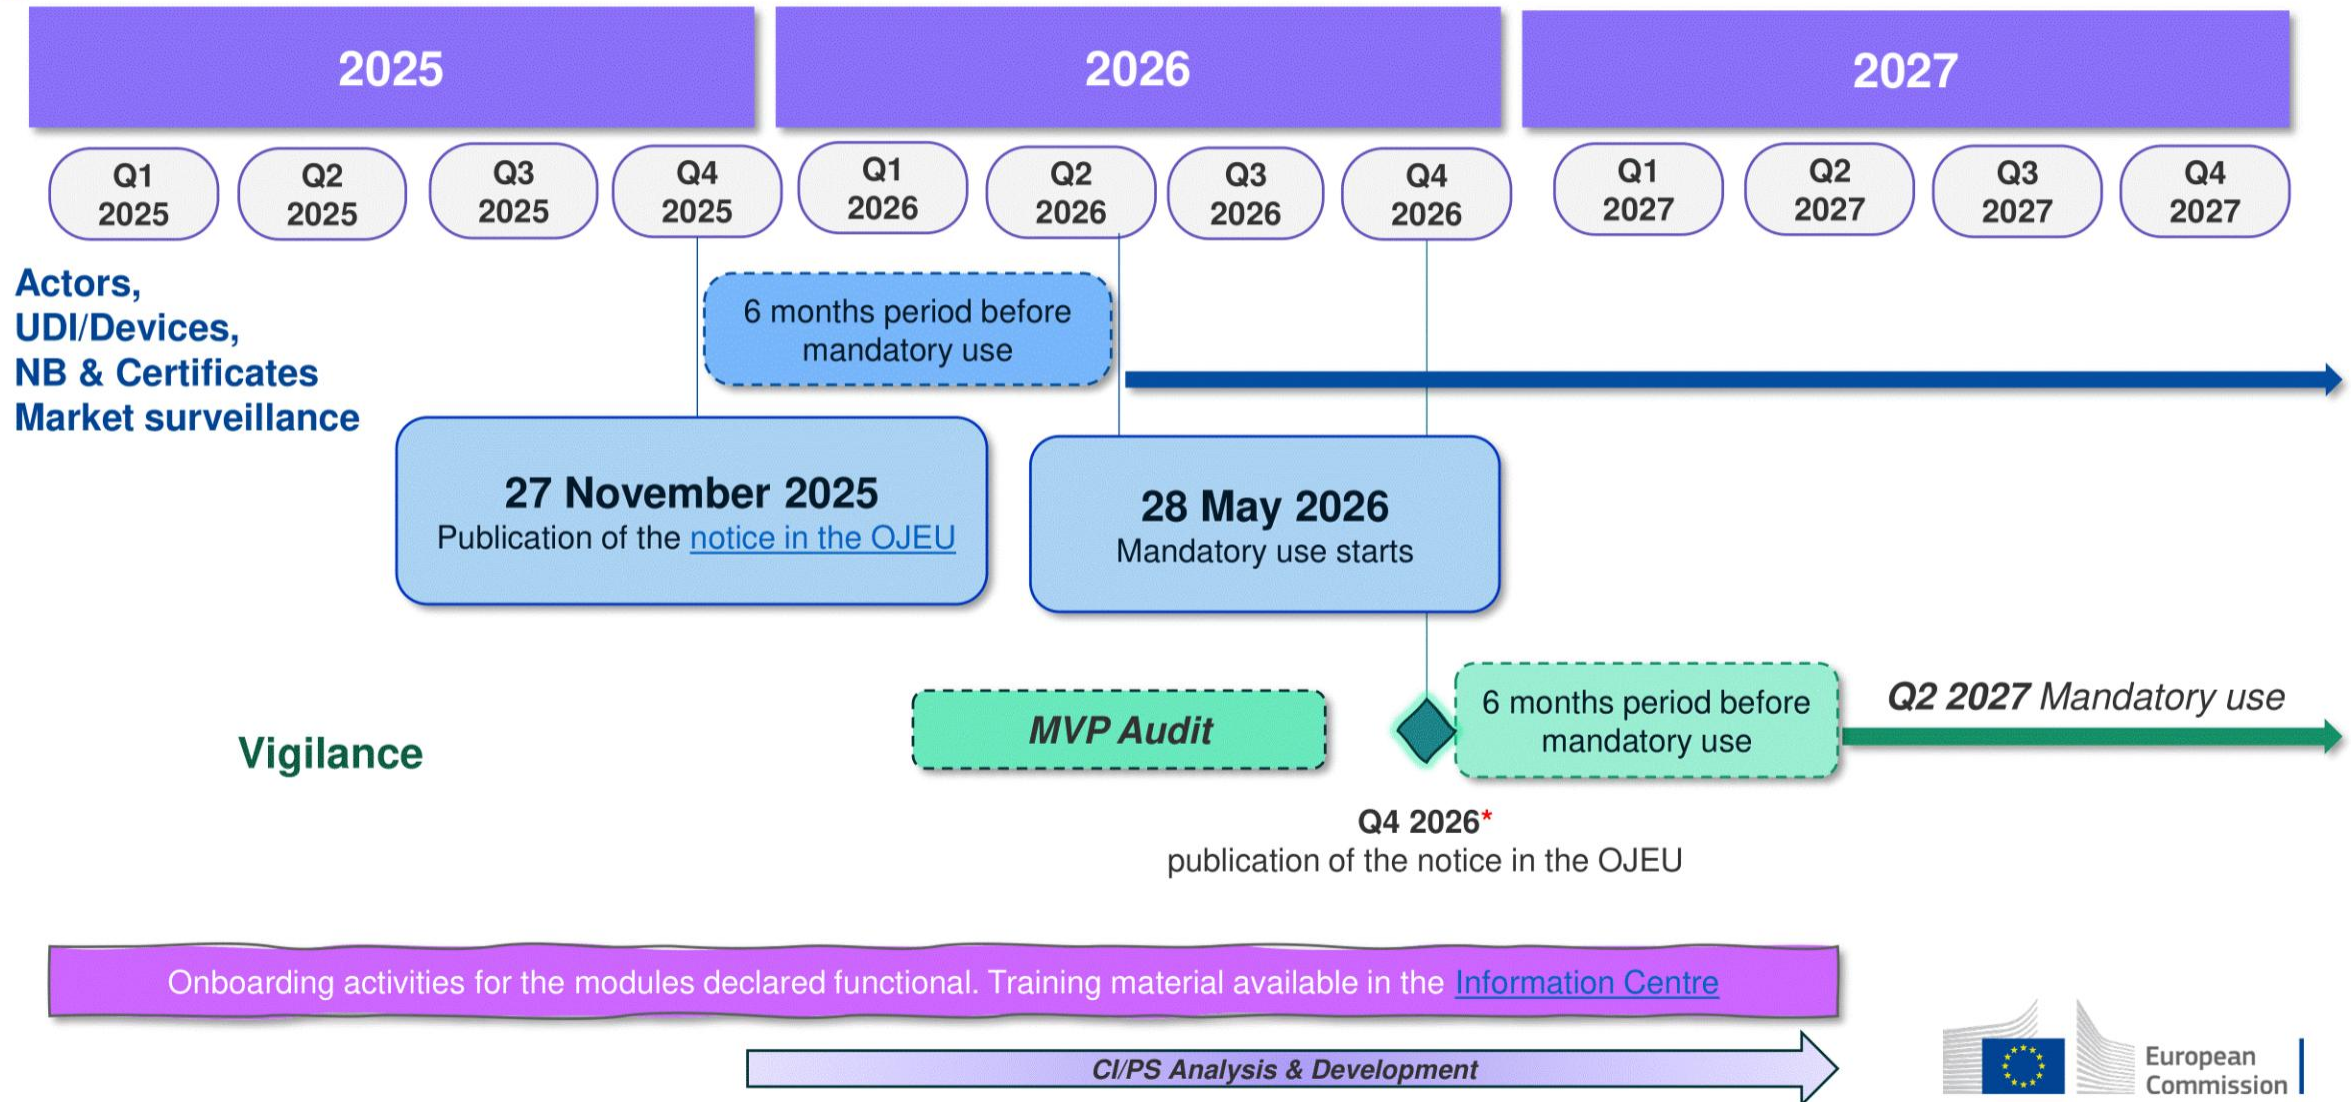 2025
2026
2027
Q1
2025
Q2
2025
Q3
2025
Q4
2025
Q1
2026
Q2
2026
Q3
2026
Q4
2026
Q1
2027
Q2
2027
Q3
2027
Q4
2027
Actors,
UDI/Devices,
NB & Certificates
Market surveillance
6 months period before
mandatory use
27 November 2025
Publication of the notice in the OJEU
28 May 2026
Mandatory use starts
Vigilance
MVP Audit
6 months period before
mandatory use
Q2 2027 Mandatory use
Q4 2026*
publication of the notice in the OJEU
Onboarding activities for the modules declared functional. Training material available in the Information Centre
CI/PS Analysis & Development
European
Commission